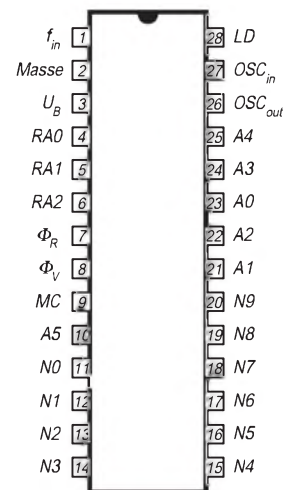 f_in 1 28 LD
Masse 2 27 OSC_in
U_B 3 26 OSC_out
RA0 4 25 A4
RA1 5 24 A3
RA2 6 23 A0
Φ_R 7 22 A2
Φ_V 8 21 A1
MC 9 20 N9
A5 10 19 N8
N0 11 18 N7
N1 12 17 N6
N2 13 16 N5
N3 14 15 N4